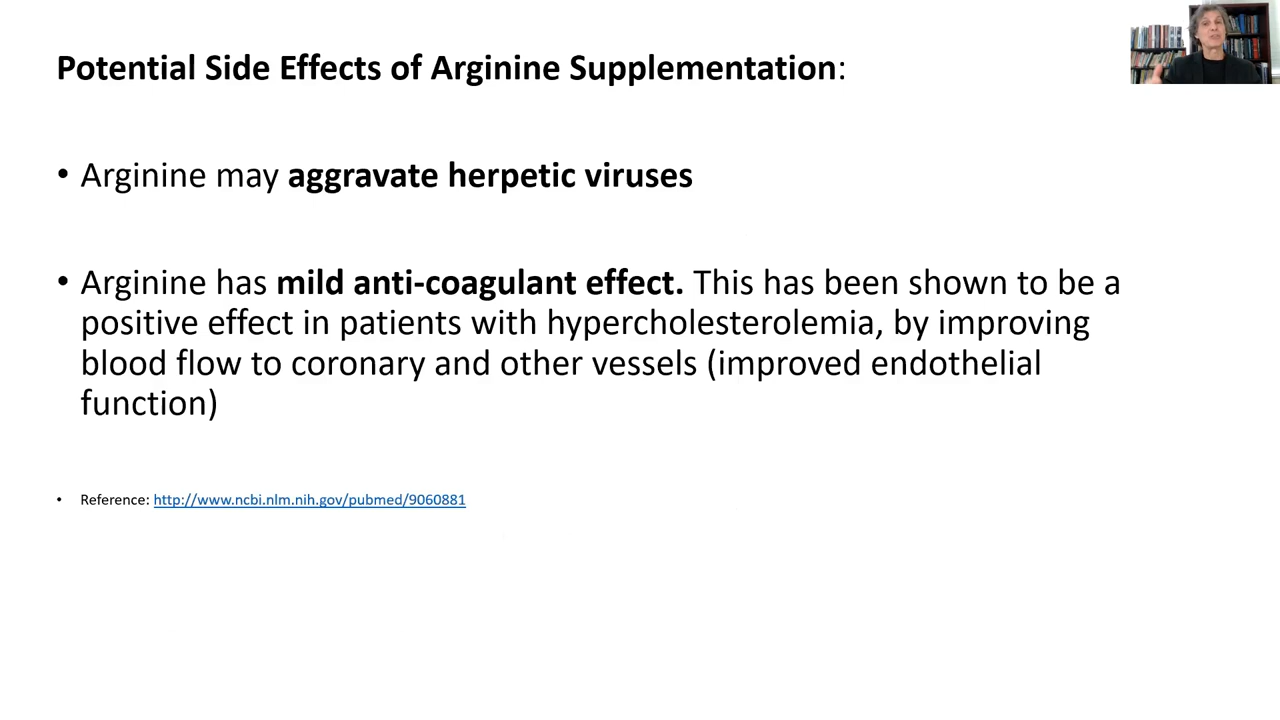 Potential Side Effects of Arginine Supplementation:
• Arginine may aggravate herpetic viruses
• Arginine has mild anti-coagulant effect. This has been shown to be a
positive effect in patients with hypercholesterolemia, by improving
blood flow to coronary and other vessels (improved endothelial
function)
• Reference: http://www.ncbi.nlm.nih.gov/pubmed/9060881